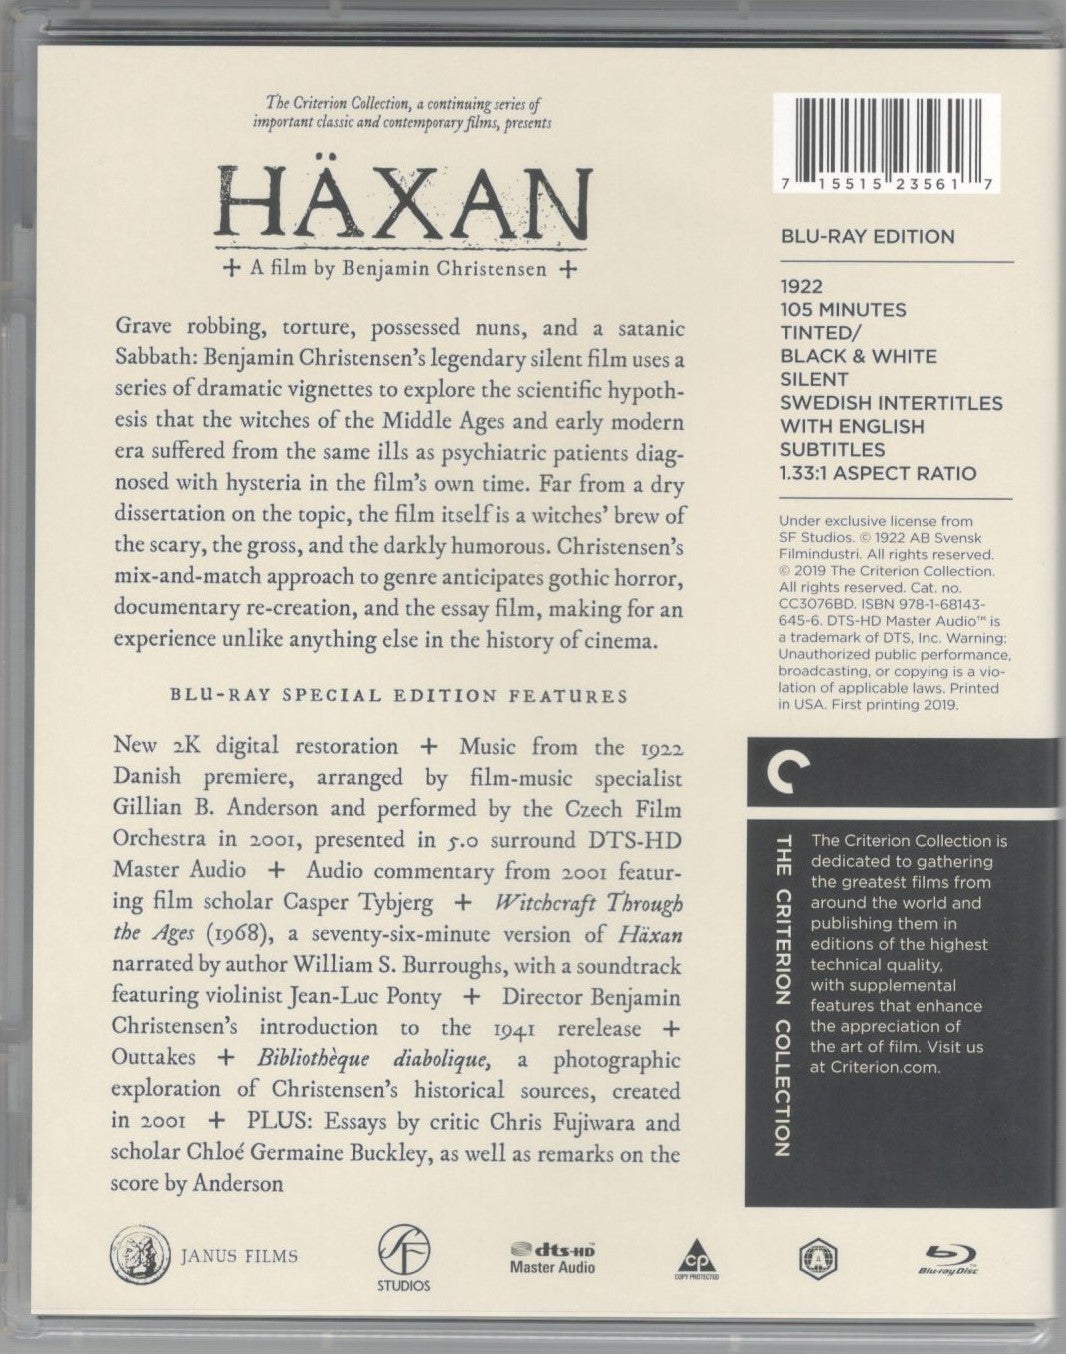 The Criterion Collection, a continuing series of
important classic and contemporary films, presents
HÄXAN
+ A film by Benjamin Christensen +
Grave robbing, torture, possessed nuns, and a satanic
Sabbath: Benjamin Christensen's legendary silent film uses a
series of dramatic vignettes to explore the scientific hypoth-
esis that the witches of the Middle Ages and early modern
era suffered from the same ills as psychiatric patients diag-
nosed with hysteria in the film's own time. Far from a dry
dissertation on the topic, the film itself is a witches' brew of
the scary, the gross, and the darkly humorous. Christensen's
mix-and-match approach to genre anticipates gothic horror,
documentary re-creation, and the essay film, making for an
experience unlike anything else in the history of cinema.
BLU-RAY SPECIAL EDITION FEATURES
New 2K digital restoration + Music from the 1922
Danish premiere, arranged by film-music specialist
Gillian B. Anderson and performed by the Czech Film
Orchestra in 2001, presented in 5.0 surround DTS-HD
Master Audio + Audio commentary from 2001 featur-
ing film scholar Casper Tybjerg + Witchcraft Through
the Ages (1968), a seventy-six-minute version of Häxan
narrated by author William S. Burroughs, with a soundtrack
featuring violinist Jean-Luc Ponty + Director Benjamin
Christensen's introduction to the 1941 rerelease +
Outtakes + Bibliothèque diabolique, a photographic
exploration of Christensen's historical sources, created
in 2001 + PLUS: Essays by critic Chris Fujiwara and
scholar Chloé Germaine Buckley, as well as remarks on the
score by Anderson
7 15515 23561 7
BLU-RAY EDITION
1922
105 MINUTES
TINTED/
BLACK & WHITE
SILENT
SWEDISH INTERTITLES
WITH ENGLISH
SUBTITLES
1.33:1 ASPECT RATIO
Under exclusive license from
SF Studios. © 1922 AB Svensk
Filmindustri. All rights reserved.
© 2019 The Criterion Collection.
All rights reserved. Cat. no.
CC3076BD. ISBN 978-1-68143-
645-6. DTS-HD Master Audio™ is
a trademark of DTS, Inc. Warning:
Unauthorized public performance,
broadcasting, or copying is a vio-
lation of applicable laws. Printed
in USA. First printing 2019.
THE CRITERION COLLECTION
The Criterion Collection is
dedicated to gathering
the greatest films from
around the world and
publishing them in
editions of the highest
technical quality,
with supplemental
features that enhance
the appreciation of
the art of film. Visit us
at Criterion.com.
JANUS FILMS
SF
STUDIOS
dts-HD™
Master Audio
CP
COPY PROTECTED
A
Blu-ray Disc™